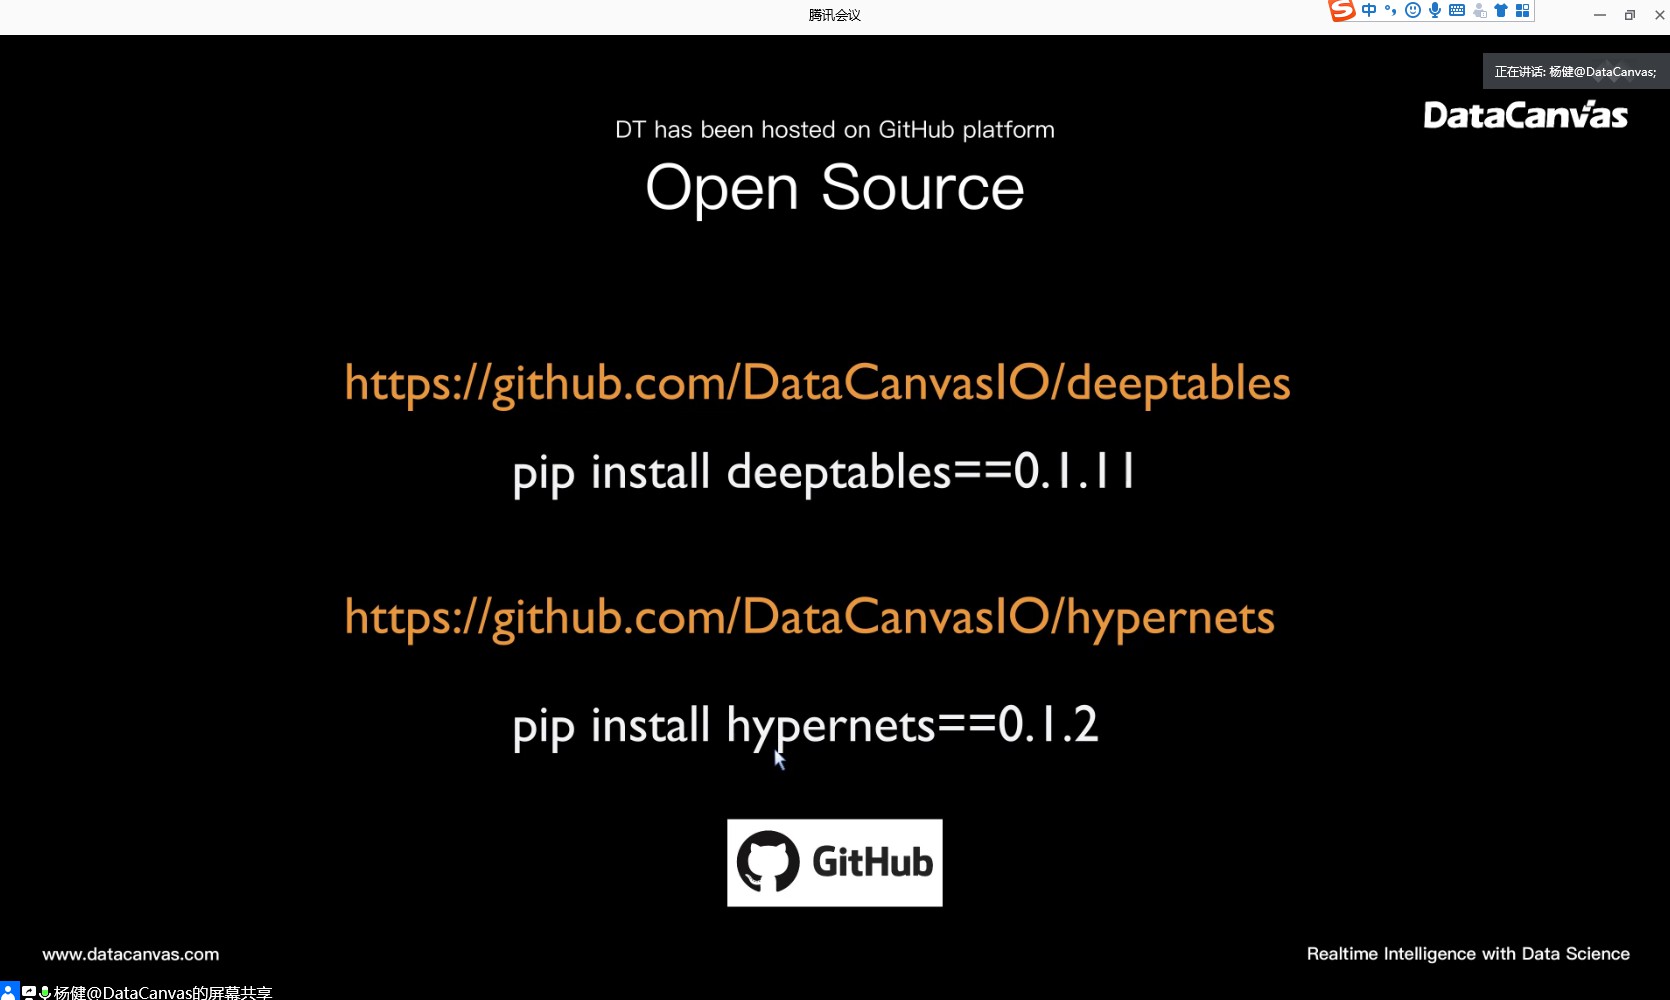 腾讯会议
中
正在讲话: 杨健@DataCanvas;
DataCanvas
DT has been hosted on GitHub platform
Open Source
https://github.com/DataCanvasIO/deeptables
pip install deeptables==0.1.11
https://github.com/DataCanvasIO/hypernets
pip install hypernets==0.1.2
GitHub
www.datacanvas.com
Realtime Intelligence with Data Science
杨健@DataCanvas的屏幕共享